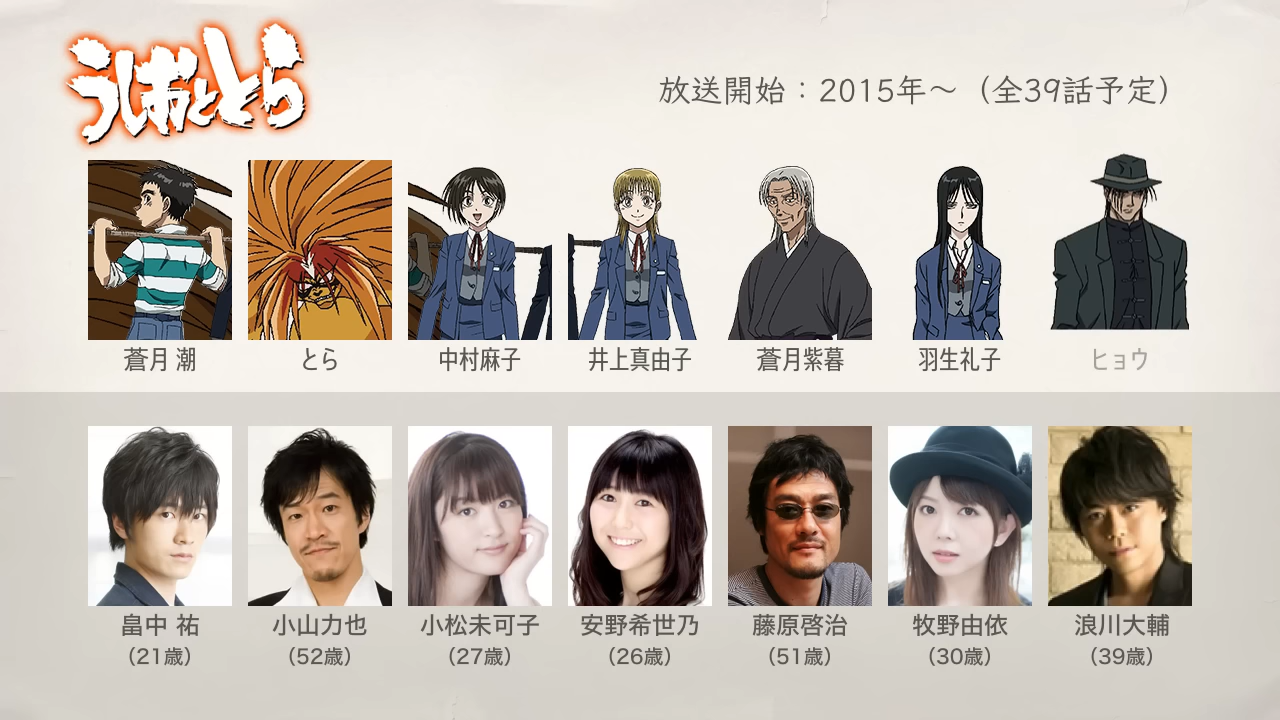 うしおととら
放送開始：2015年～（全39話予定）
蒼月 潮
とら
中村麻子
井上真由子
蒼月紫暮
羽生礼子
ヒョウ
畠中 祐
小山力也
小松未可子
安野希世乃
藤原啓治
牧野由依
浪川大輔
（21歳）
（52歳）
（27歳）
（26歳）
（51歳）
（30歳）
（39歳）